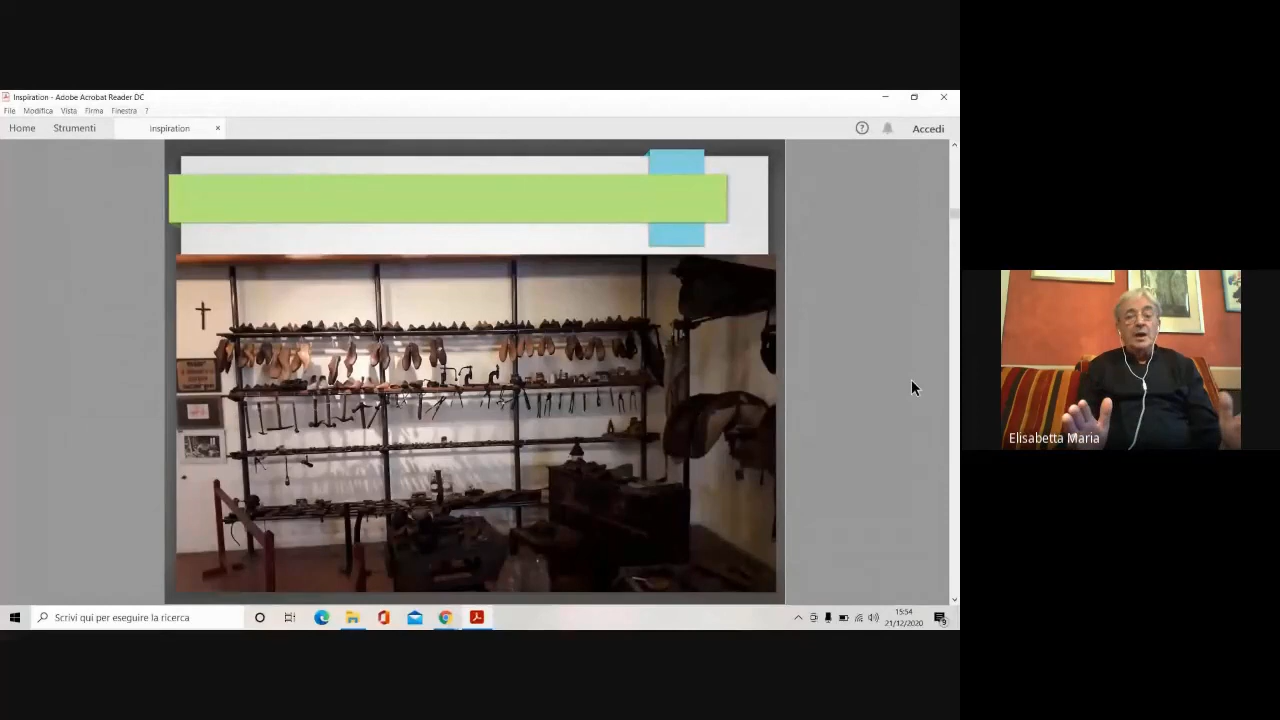 Inspiration - Adobe Acrobat Reader DC
File Modifica Vista Firma Finestra ?
Home Strumenti Inspiration × Accedi
Elisabetta Maria
Scrivi qui per eseguire la ricerca
15:54
21/12/2020